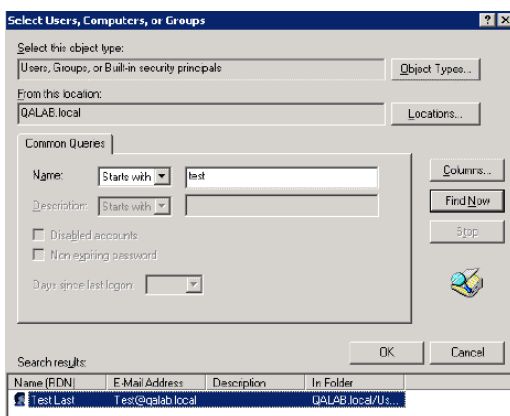 Select Users, Computers, or Groups
Select this object type:
Users, Groups, or Built-in security principals
Object Types...
From this location:
QALAB.local
Locations...
Common Queries
Name:
Starts with
test
Columns...
Description:
Starts with
Find Now
Disabled accounts
Stop
Non expiring password
Days since last logon:
OK
Cancel
Search results:
Name (RDN)
E-Mail Address
Description
In Folder
Test Last
Test@qalab.local
QALAB.local/Us...